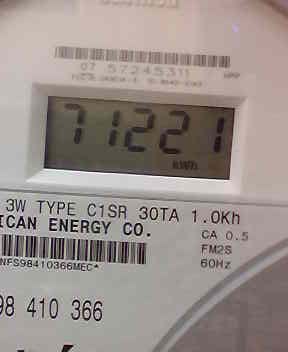 07 57245311 MPP
71221
KWh
3W TYPE C1SR 30TA 1.0Kh
ICAN ENERGY CO. CA 0.5
FM2S
NFS98410366MEC* 60Hz
98 410 366